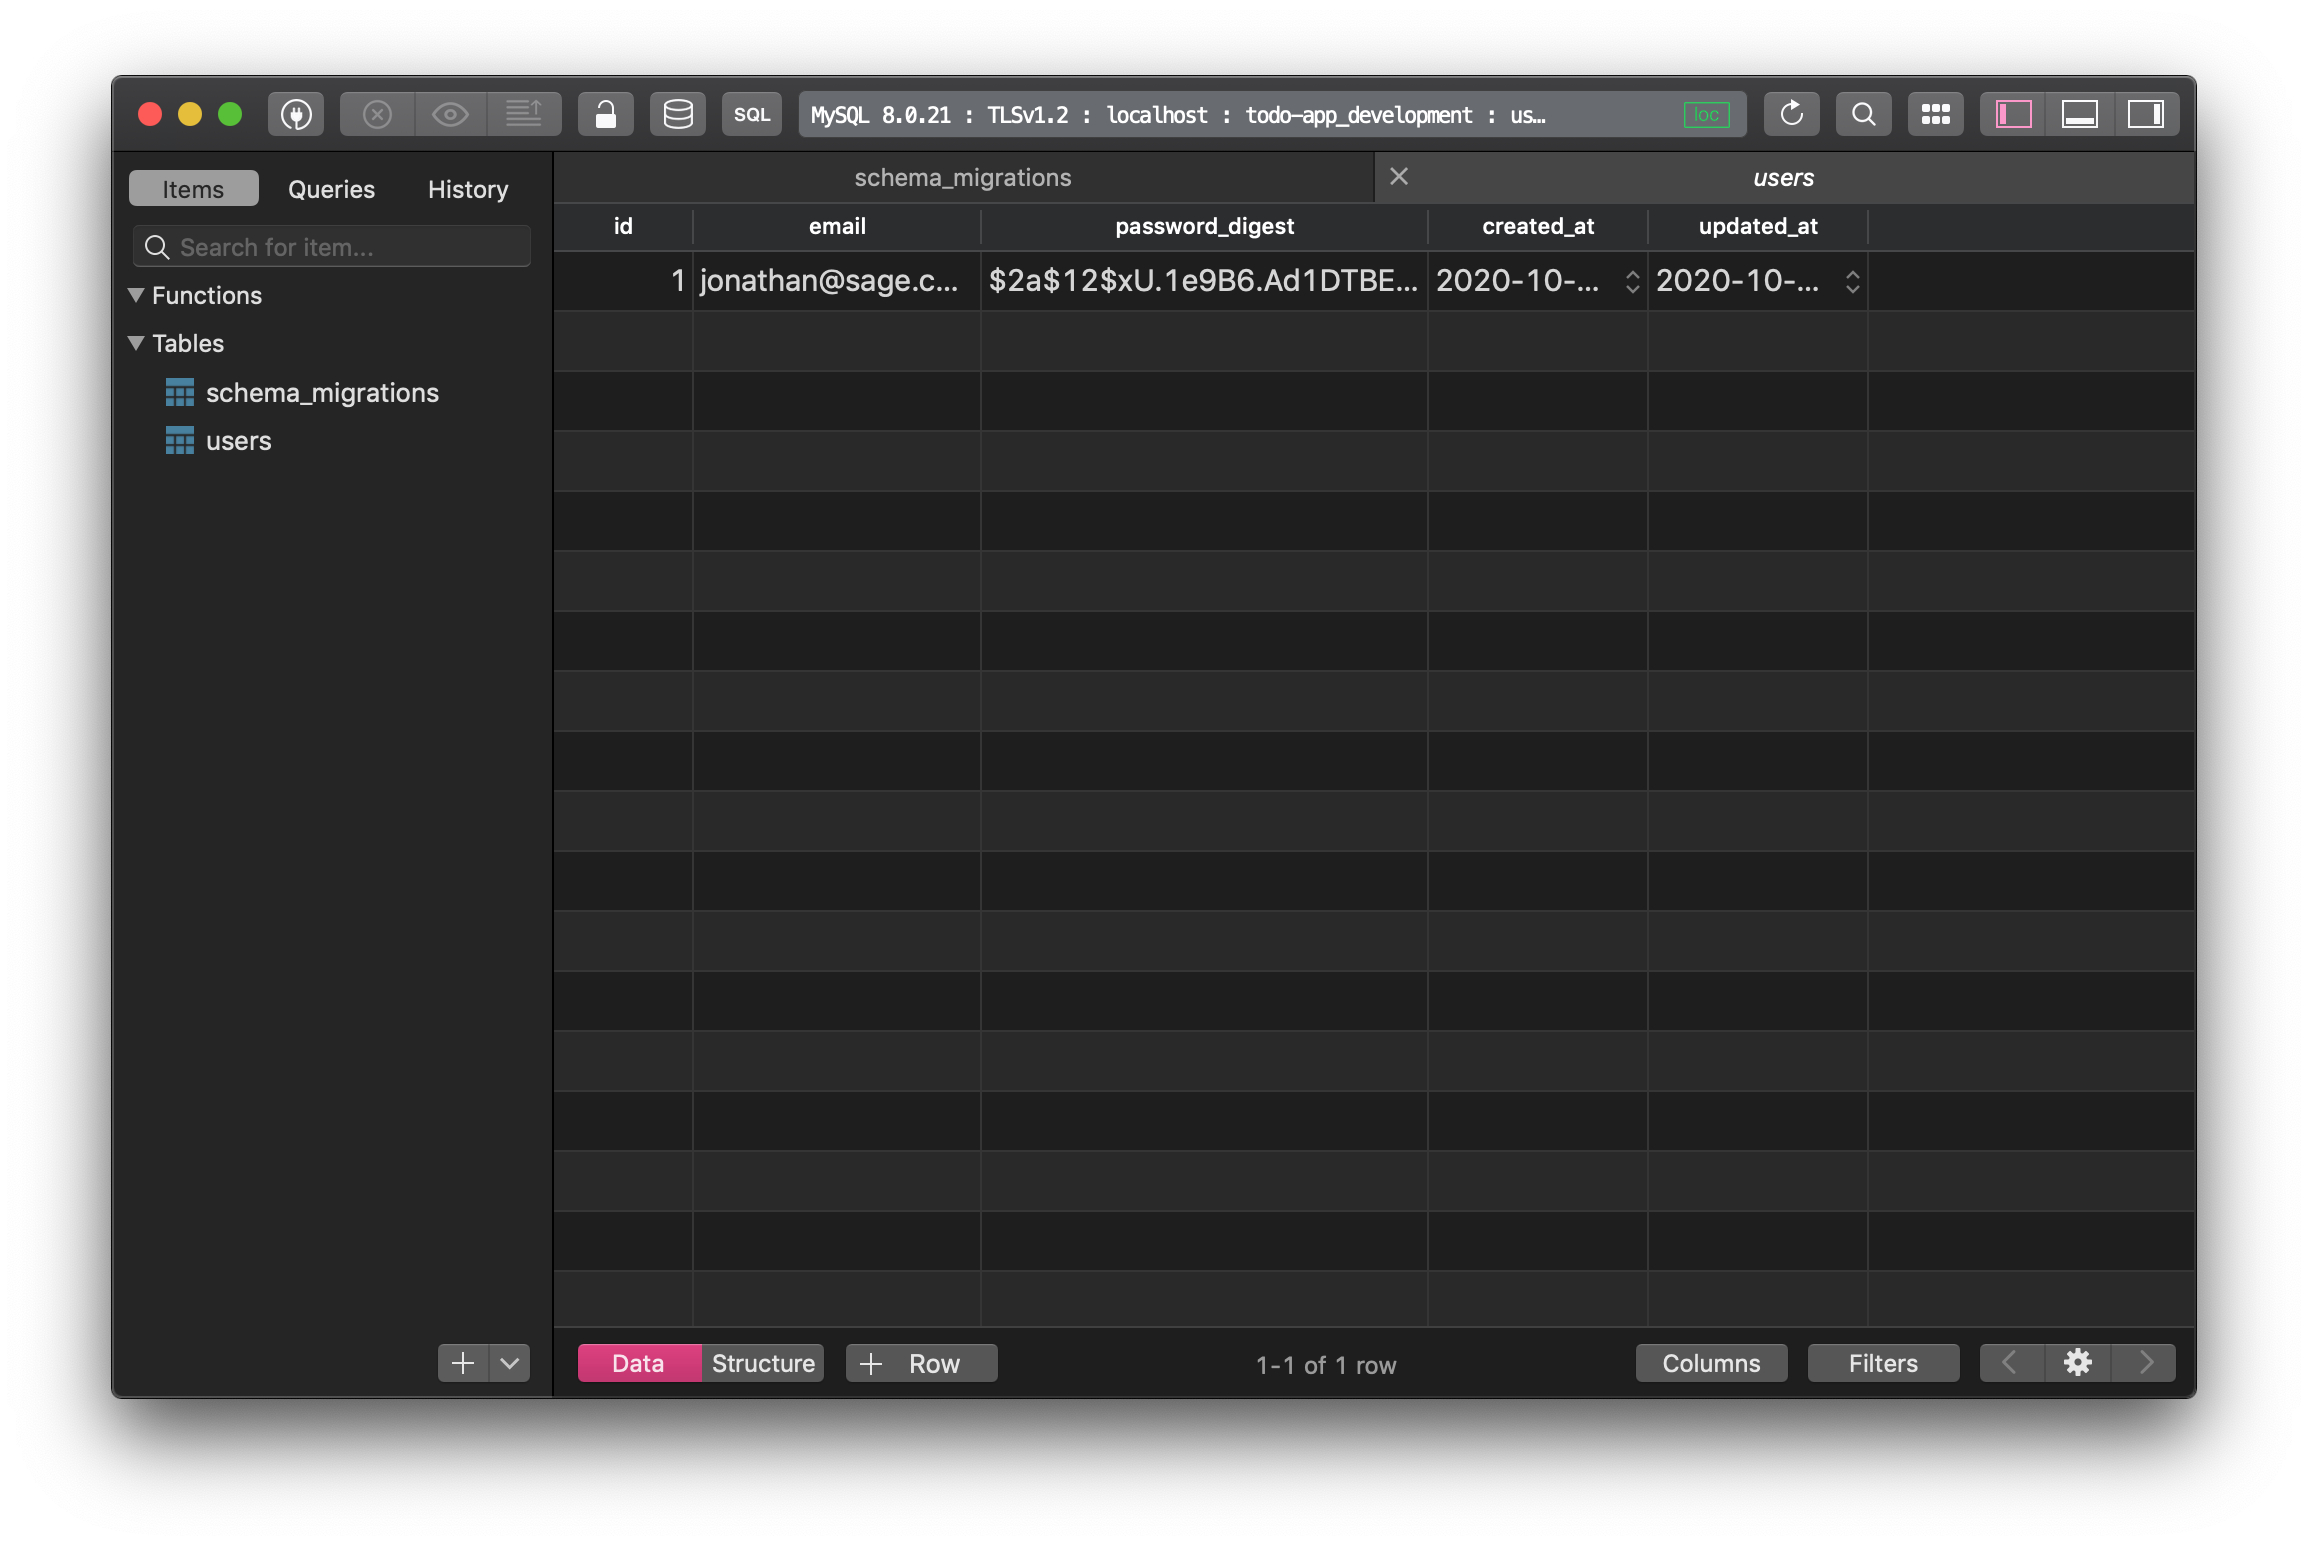 SQL
MySQL 8.0.21 : TLSv1.2 : localhost : todo-app_development : us…
loc
Items
Queries
History
Search for item...
Functions
Tables
schema_migrations
users
schema_migrations
users
id
email
password_digest
created_at
updated_at
1
jonathan@sage.c...
$2a$12$xU.1e9B6.Ad1DTBE...
2020-10-...
2020-10-...
Data
Structure
Row
1-1 of 1 row
Columns
Filters